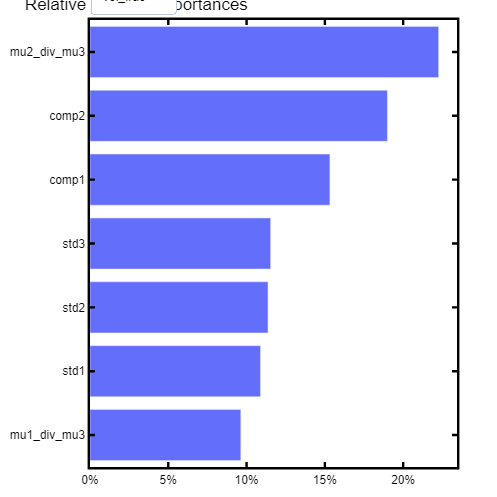 Relative portances
mu2_div_mu3
comp2
comp1
std3
std2
std1
mu1_div_mu3
0% 5% 10% 15% 20%